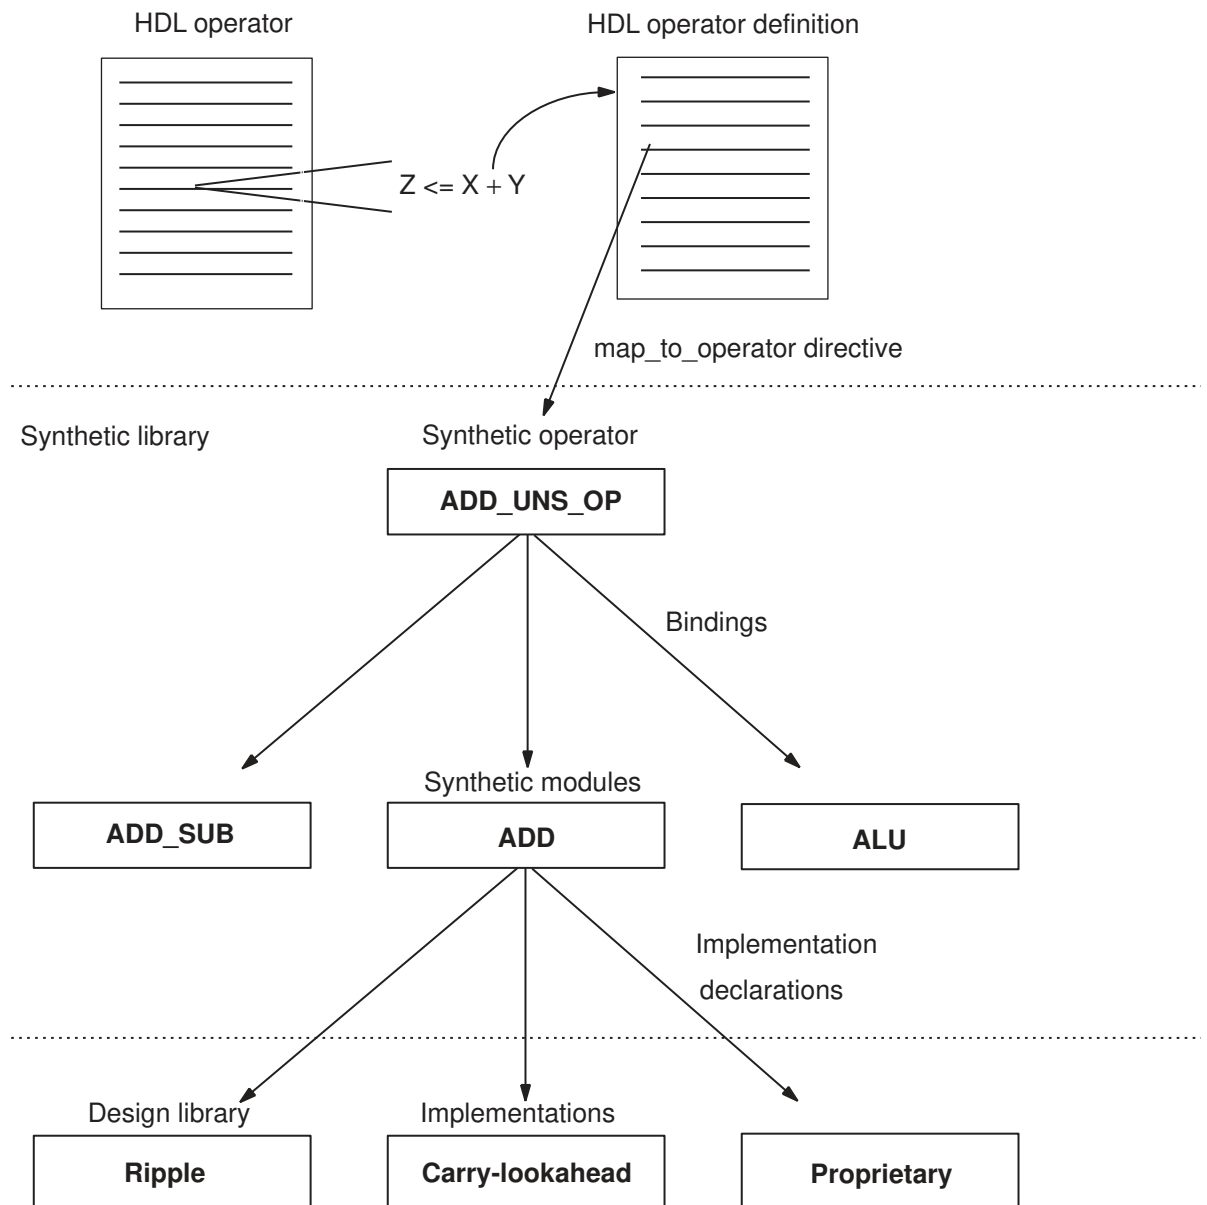 HDL operator
HDL operator definition
Z <= X + Y
map_to_operator directive
Synthetic library
Synthetic operator
ADD_UNS_OP
Bindings
Synthetic modules
ADD_SUB
ADD
ALU
Implementation
declarations
Design library
Implementations
Ripple
Carry-lookahead
Proprietary